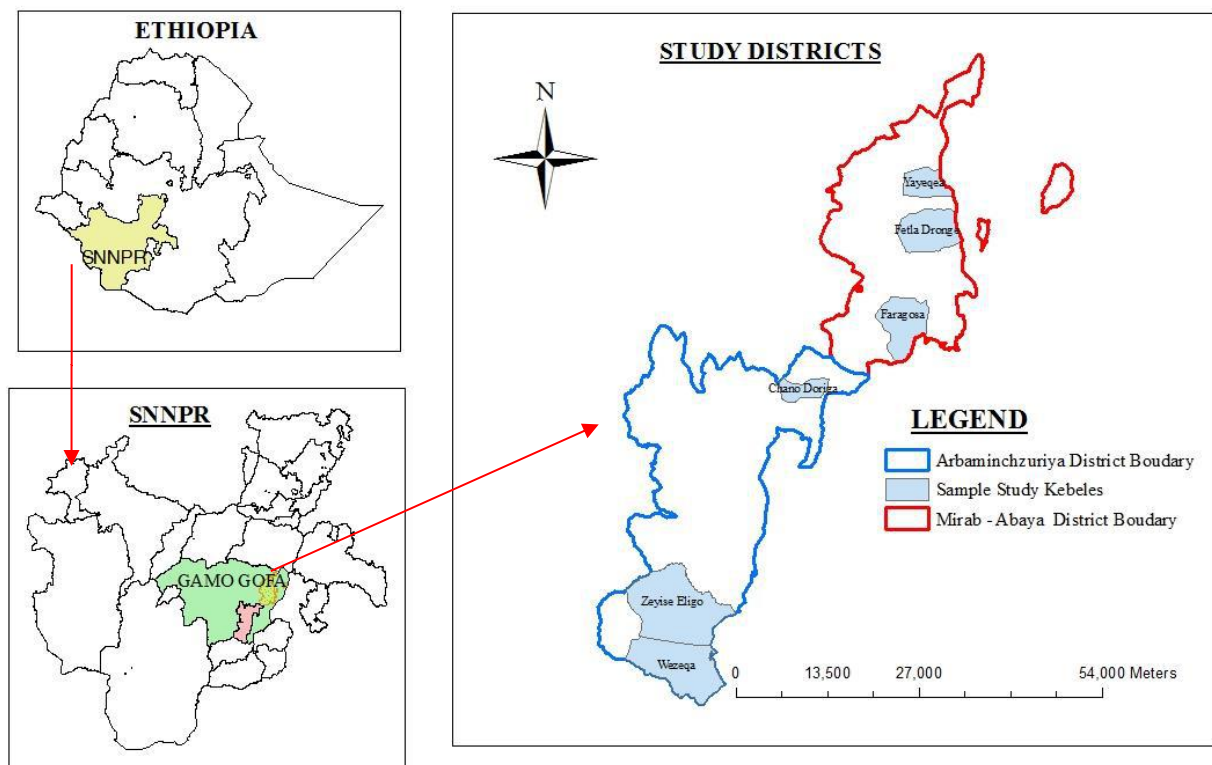 ETHIOPIA
SNNPR
SNNPR
GAMO GOFA
STUDY DISTRICTS
N
Yayeqea
Fetla Dronge
Faragosa
Chano Doriga
Zeyise Eligo
Wezeqa
LEGEND
Arbaminchzuriya District Boudary
Sample Study Kebeles
Mirab - Abaya District Boudary
0 13,500 27,000 54,000 Meters